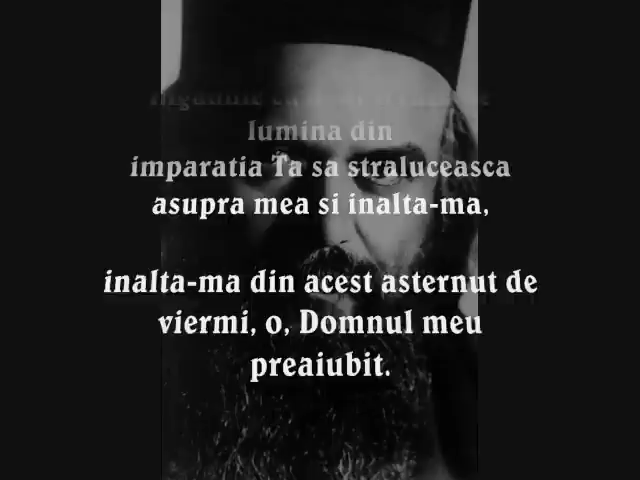 lumina din
imparatia Ta sa straluceasca
asupra mea si inalta-ma,
inalta-ma din acest asternut de
viermi, o, Domnul meu
preaiubit.